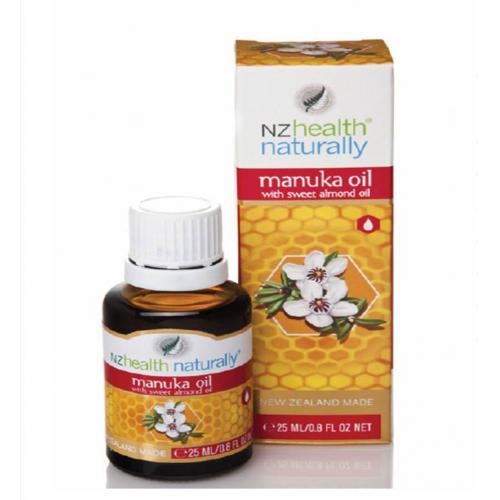 NZhealth®
naturally
manuka oil
with sweet almond oil
NEW ZEALAND MADE
℮ 25 ML/0.8 FL OZ NET
NZhealth naturally®
manuka oil
with sweet almond oil
ZEALAND MADE
℮ 25 ML/0.8 FL OZ